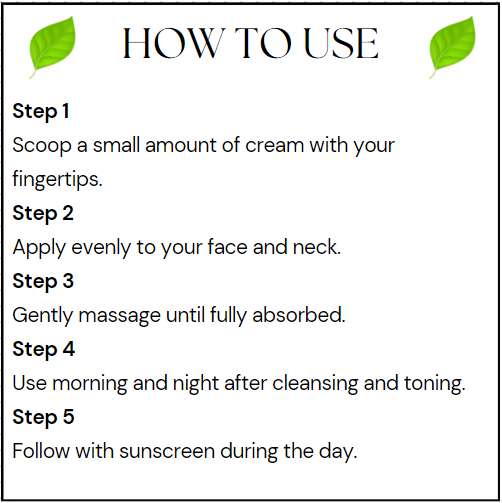 HOW TO USE
Step 1
Scoop a small amount of cream with your
fingertips.
Step 2
Apply evenly to your face and neck.
Step 3
Gently massage until fully absorbed.
Step 4
Use morning and night after cleansing and toning.
Step 5
Follow with sunscreen during the day.